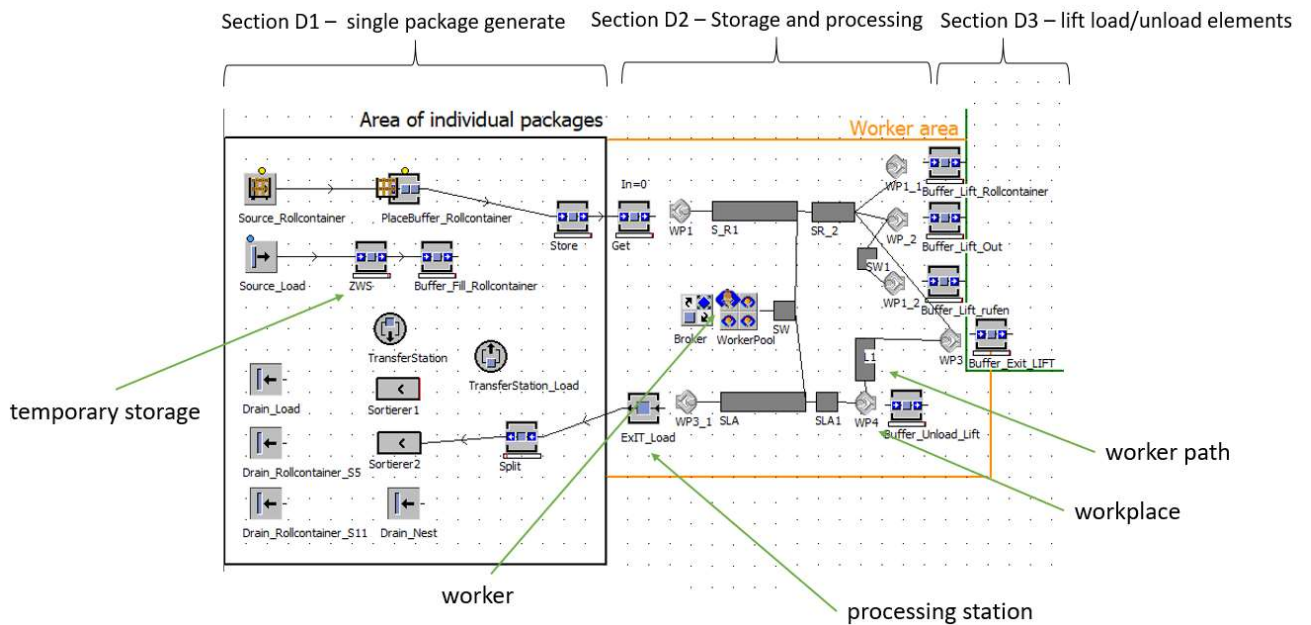 Section D1 – single package generate
Section D2 – Storage and processing
Section D3 – lift load/unload elements
Area of individual packages
Worker area
Source_Rollcontainer
PlaceBuffer_Rollcontainer
Store
In=0
Get
WP1
S_R1
SR_2
WP1_1
Buffer_Lift_Rollcontainer
WP_2
Buffer_Lift_Out
SW1
WP1_2
Buffer_Lift_rufen
Source_Load
ZWS
Buffer_Fill_Rollcontainer
Broker
WorkerPool
SW
L1
WP3
Buffer_Exit_LIFT
TransferStation
TransferStation_Load
Drain_Load
Sortierer1
ExIT_Load
WP3_1
SLA
SLA1
WP4
Buffer_Unload_Lift
Drain_Rollcontainer_S5
Sortierer2
Split
Drain_Rollcontainer_S11
Drain_Nest
temporary storage
worker path
workplace
worker
processing station